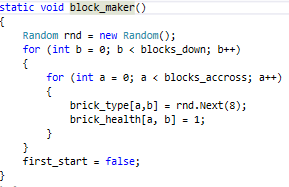 static void block_maker()
{
Random rnd = new Random();
for (int b = 0; b < blocks_down; b++)
{
for (int a = 0; a < blocks_accross; a++)
{
brick_type[a,b] = rnd.Next(8);
brick_health[a, b] = 1;
}
}
first_start = false;
}